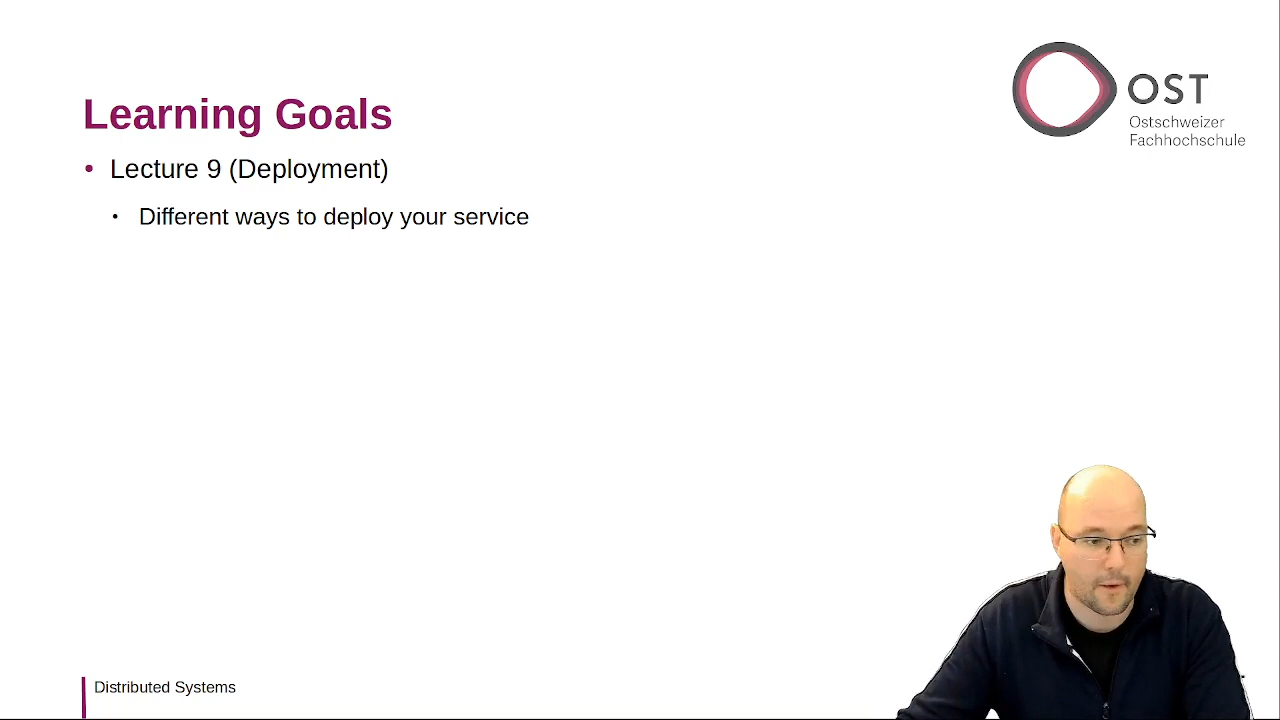 Learning Goals
• Lecture 9 (Deployment)
• Different ways to deploy your service
OST
Ostschweizer
Fachhochschule
Distributed Systems